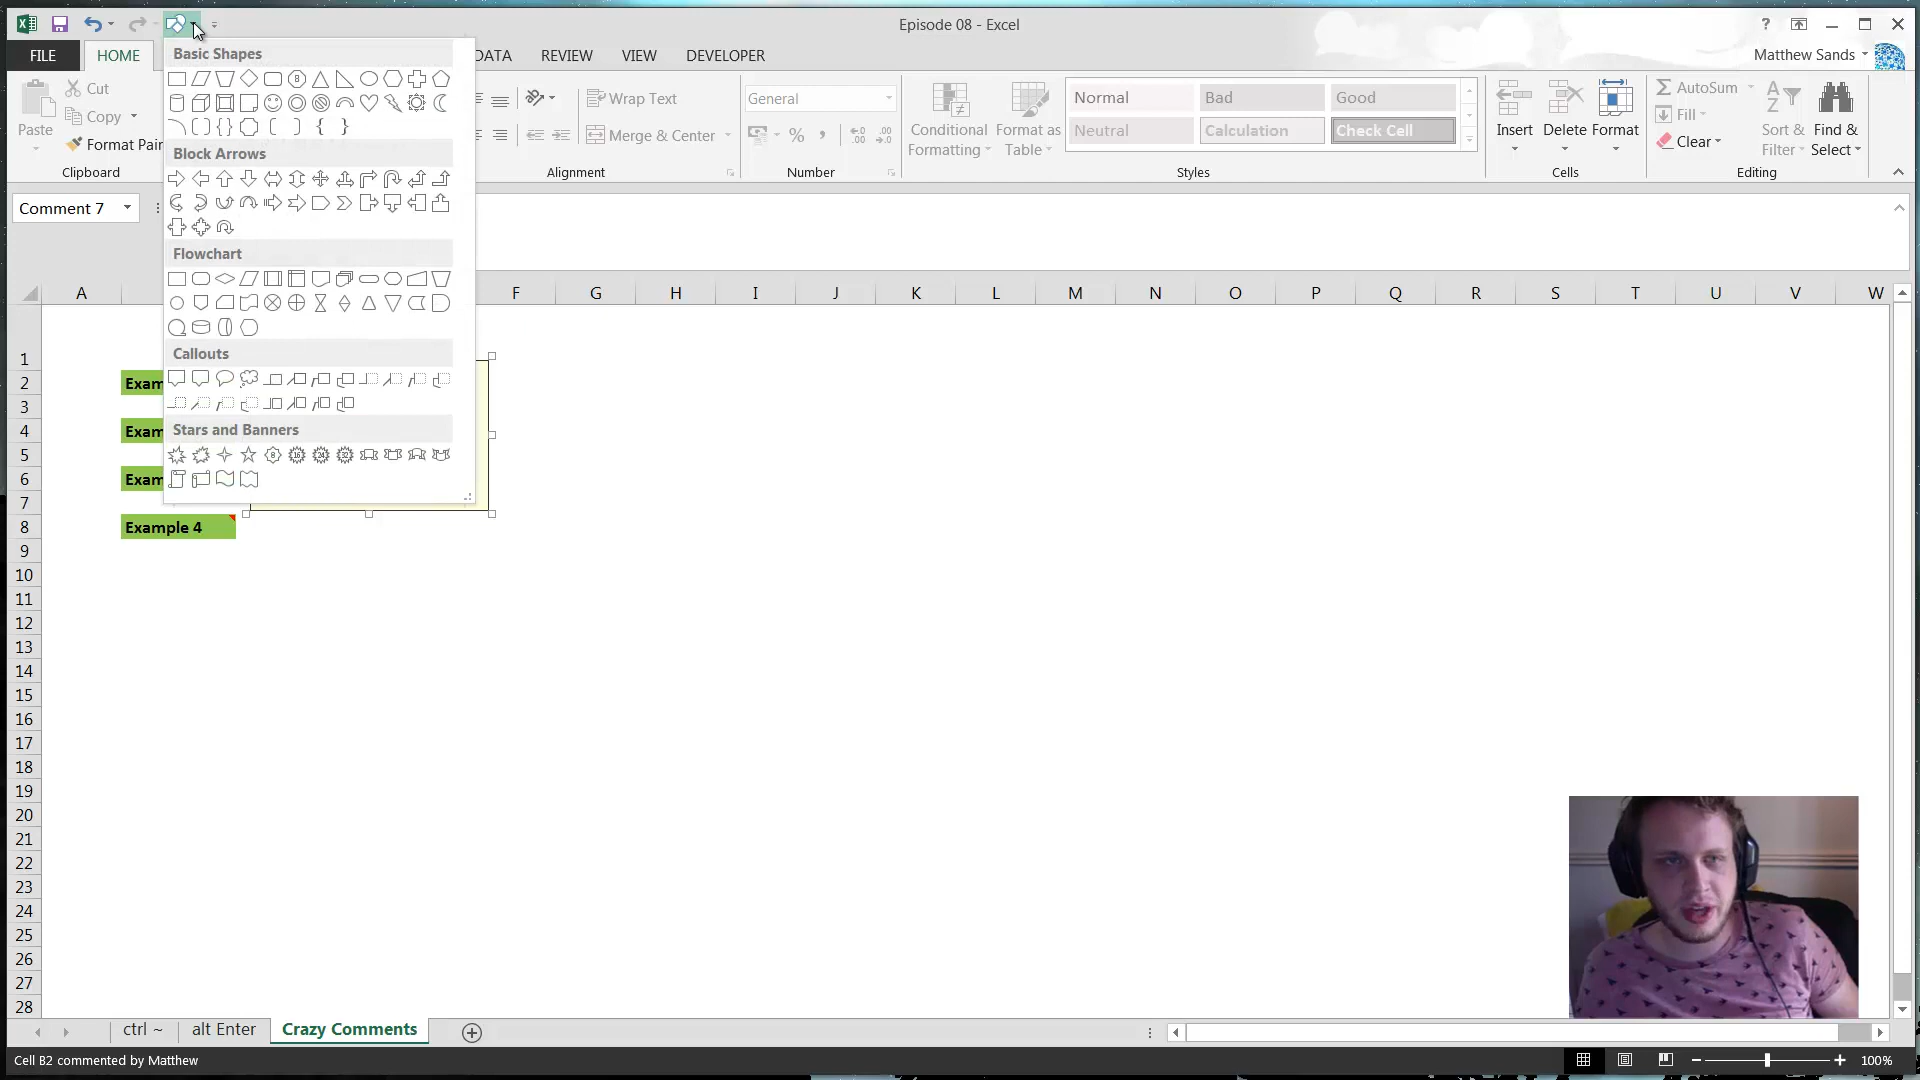 Episode 08 - Excel
?
FILE
HOME
DATA
REVIEW
VIEW
DEVELOPER
Matthew Sands
Cut
Copy
Format Pain
Paste
Clipboard
Wrap Text
Merge & Center
Alignment
General
%
Number
Conditional
Formatting
Format as
Table
Normal
Bad
Good
Neutral
Calculation
Check Cell
Styles
Insert
Delete
Format
Cells
AutoSum
Fill
Clear
Sort &
Filter
Find &
Select
Editing
Comment 7
Basic Shapes
Block Arrows
Flowchart
Callouts
Stars and Banners
A F G H I J K L M N O P Q R S T U V W
1
2 Exam
3
4 Exam
5
6 Exam
7
8 Example 4
9
10
11
12
13
14
15
16
17
18
19
20
21
22
23
24
25
26
27
28
ctrl ~
alt Enter
Crazy Comments
Cell B2 commented by Matthew
100%